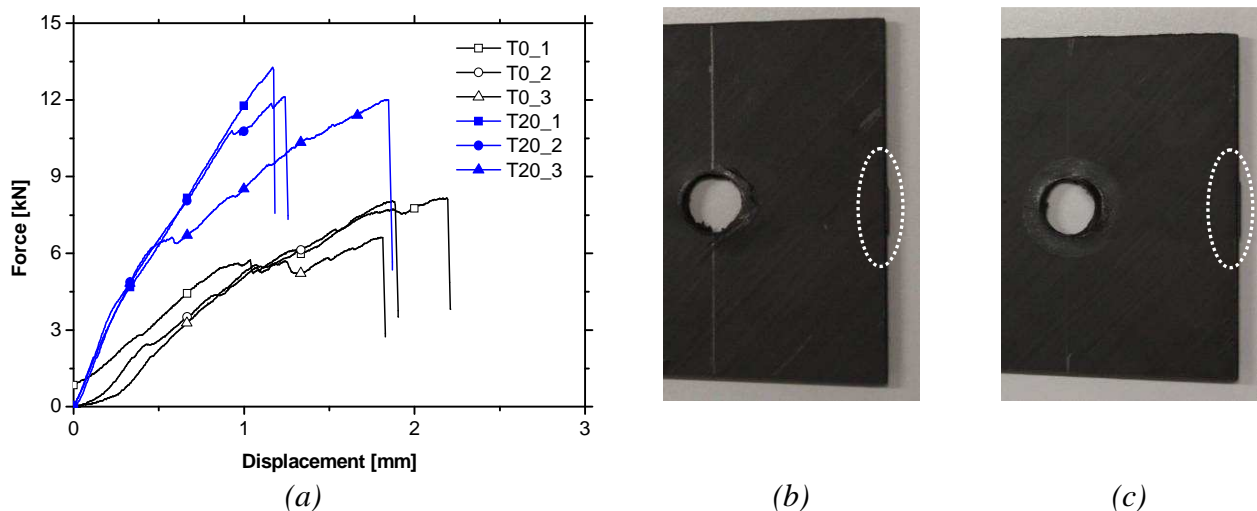 15
12
9
6
3
0
Force [kN]
T0_1
T0_2
T0_3
T20_1
T20_2
T20_3
0 1 2 3
Displacement [mm]
(a) (b) (c)